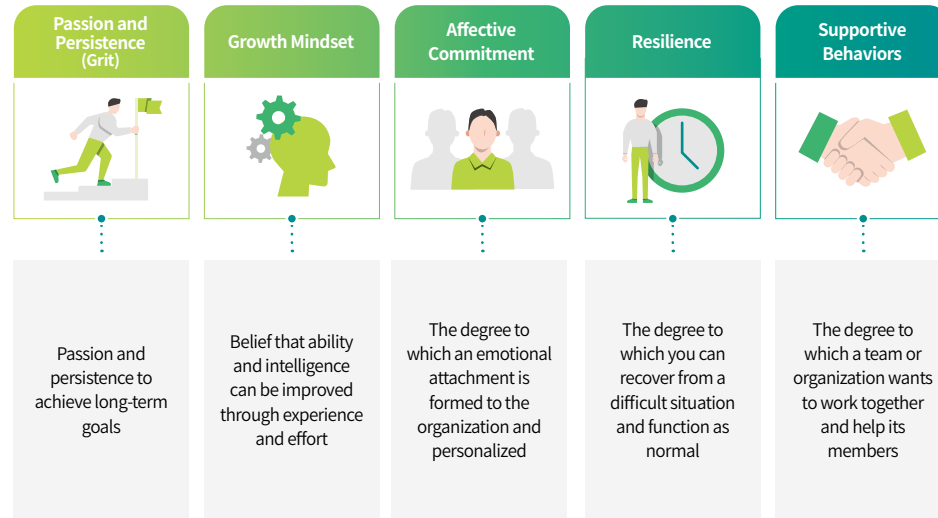 Passion and
Persistence
(Grit)
Growth Mindset
Affective
Commitment
Resilience
Supportive
Behaviors
Passion and
persistence to
achieve long-term
goals
Belief that ability
and intelligence
can be improved
through experience
and effort
The degree to
which an emotional
attachment is
formed to the
organization and
personalized
The degree to
which you can
recover from a
difficult situation
and function as
normal
The degree to
which a team or
organization wants
to work together
and help its
members